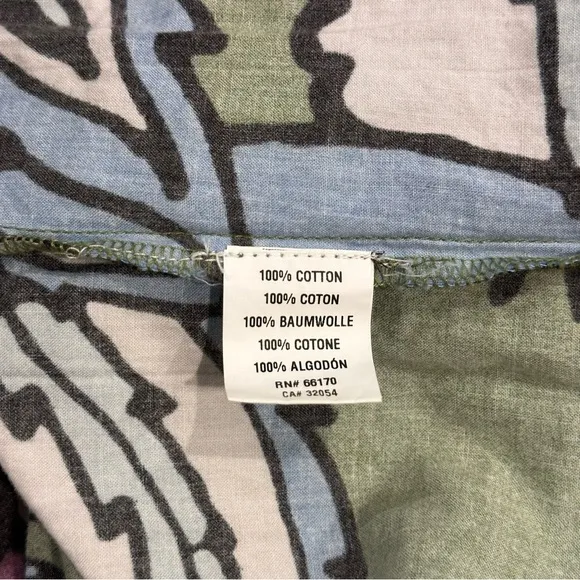 100% COTTON
100% COTON
100% BAUMWOLLE
100% COTONE
100% ALGODÓN
RN# 66170
CA# 32054